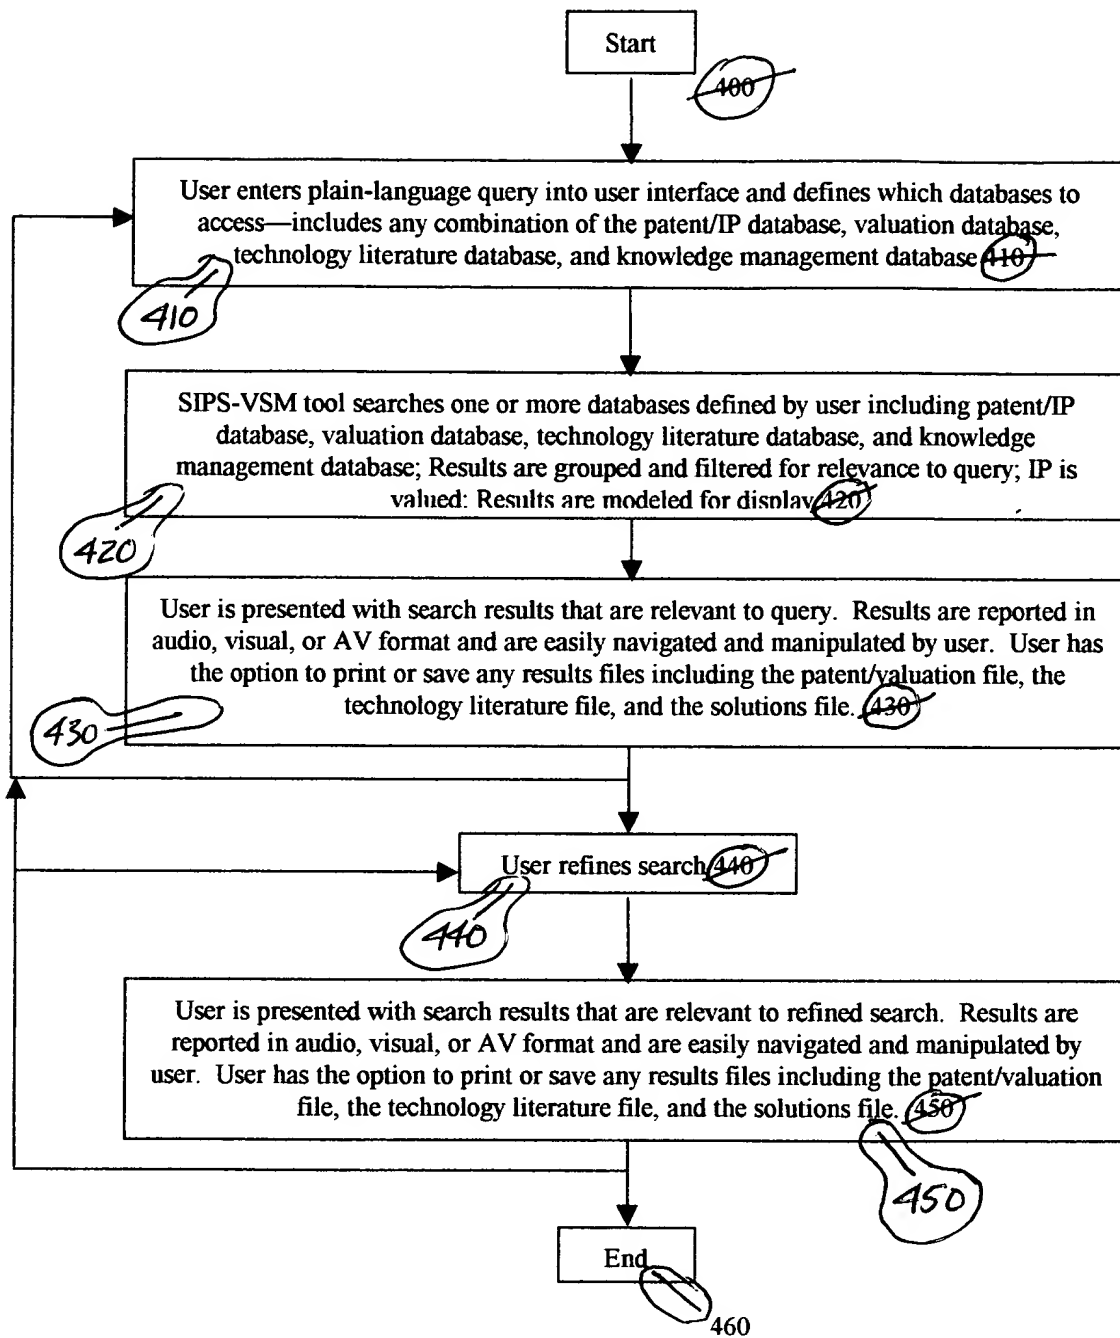 Start
400
User enters plain-language query into user interface and defines which databases to
access—includes any combination of the patent/IP database, valuation database,
technology literature database, and knowledge management database 410
410
SIPS-VSM tool searches one or more databases defined by user including patent/IP
database, valuation database, technology literature database, and knowledge
management database; Results are grouped and filtered for relevance to query; IP is
valued: Results are modeled for display 420
420
User is presented with search results that are relevant to query. Results are reported in
audio, visual, or AV format and are easily navigated and manipulated by user. User has
the option to print or save any results files including the patent/valuation file, the
technology literature file, and the solutions file. 430
430
User refines search 440
440
User is presented with search results that are relevant to refined search. Results are
reported in audio, visual, or AV format and are easily navigated and manipulated by
user. User has the option to print or save any results files including the patent/valuation
file, the technology literature file, and the solutions file. 450
450
End
460